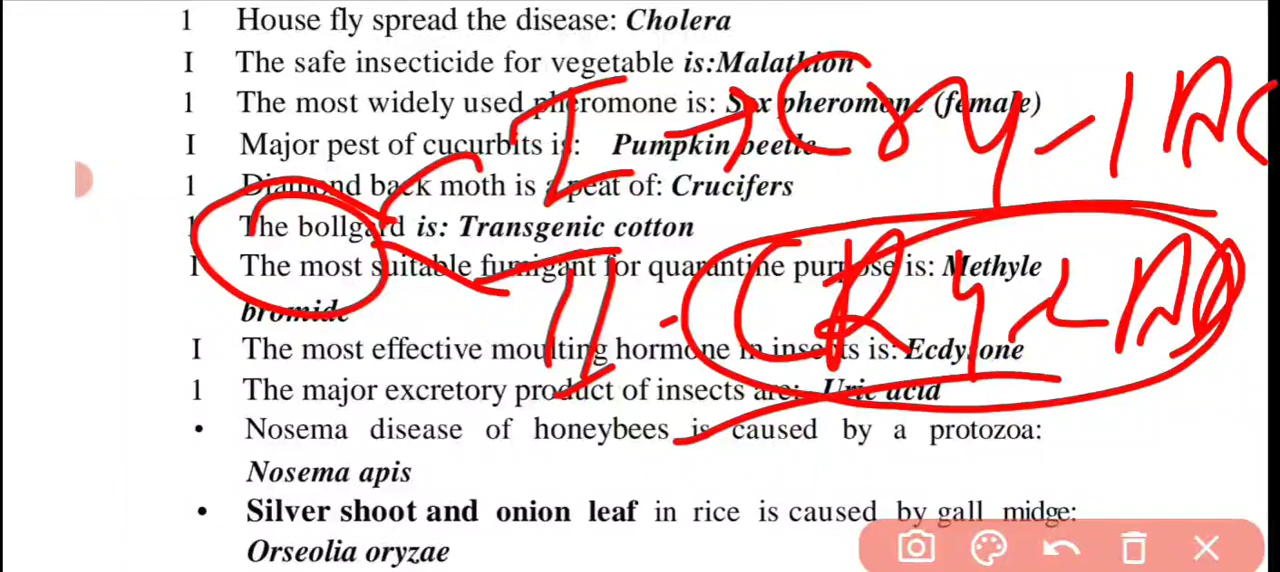 1 House fly spread the disease: Cholera
I The safe insecticide for vegetable is:Malathion
1 The most widely used pheromone is: Sex pheromone (female)
I Major pest of cucurbits is: Pumpkin beetle
1 Diamond back moth is a peat of: Crucifers
1 The bollgard is: Transgenic cotton
I The most suitable fumigant for quarantine purpose is: Methyle
bromide
I The most effective moulting hormone in insects is: Ecdysone
1 The major excretory product of insects are: Uric acid
• Nosema disease of honeybees is caused by a protozoa:
Nosema apis
• Silver shoot and onion leaf in rice is caused by gall midge:
Orseolia oryzae
I → Cry-1AC
II